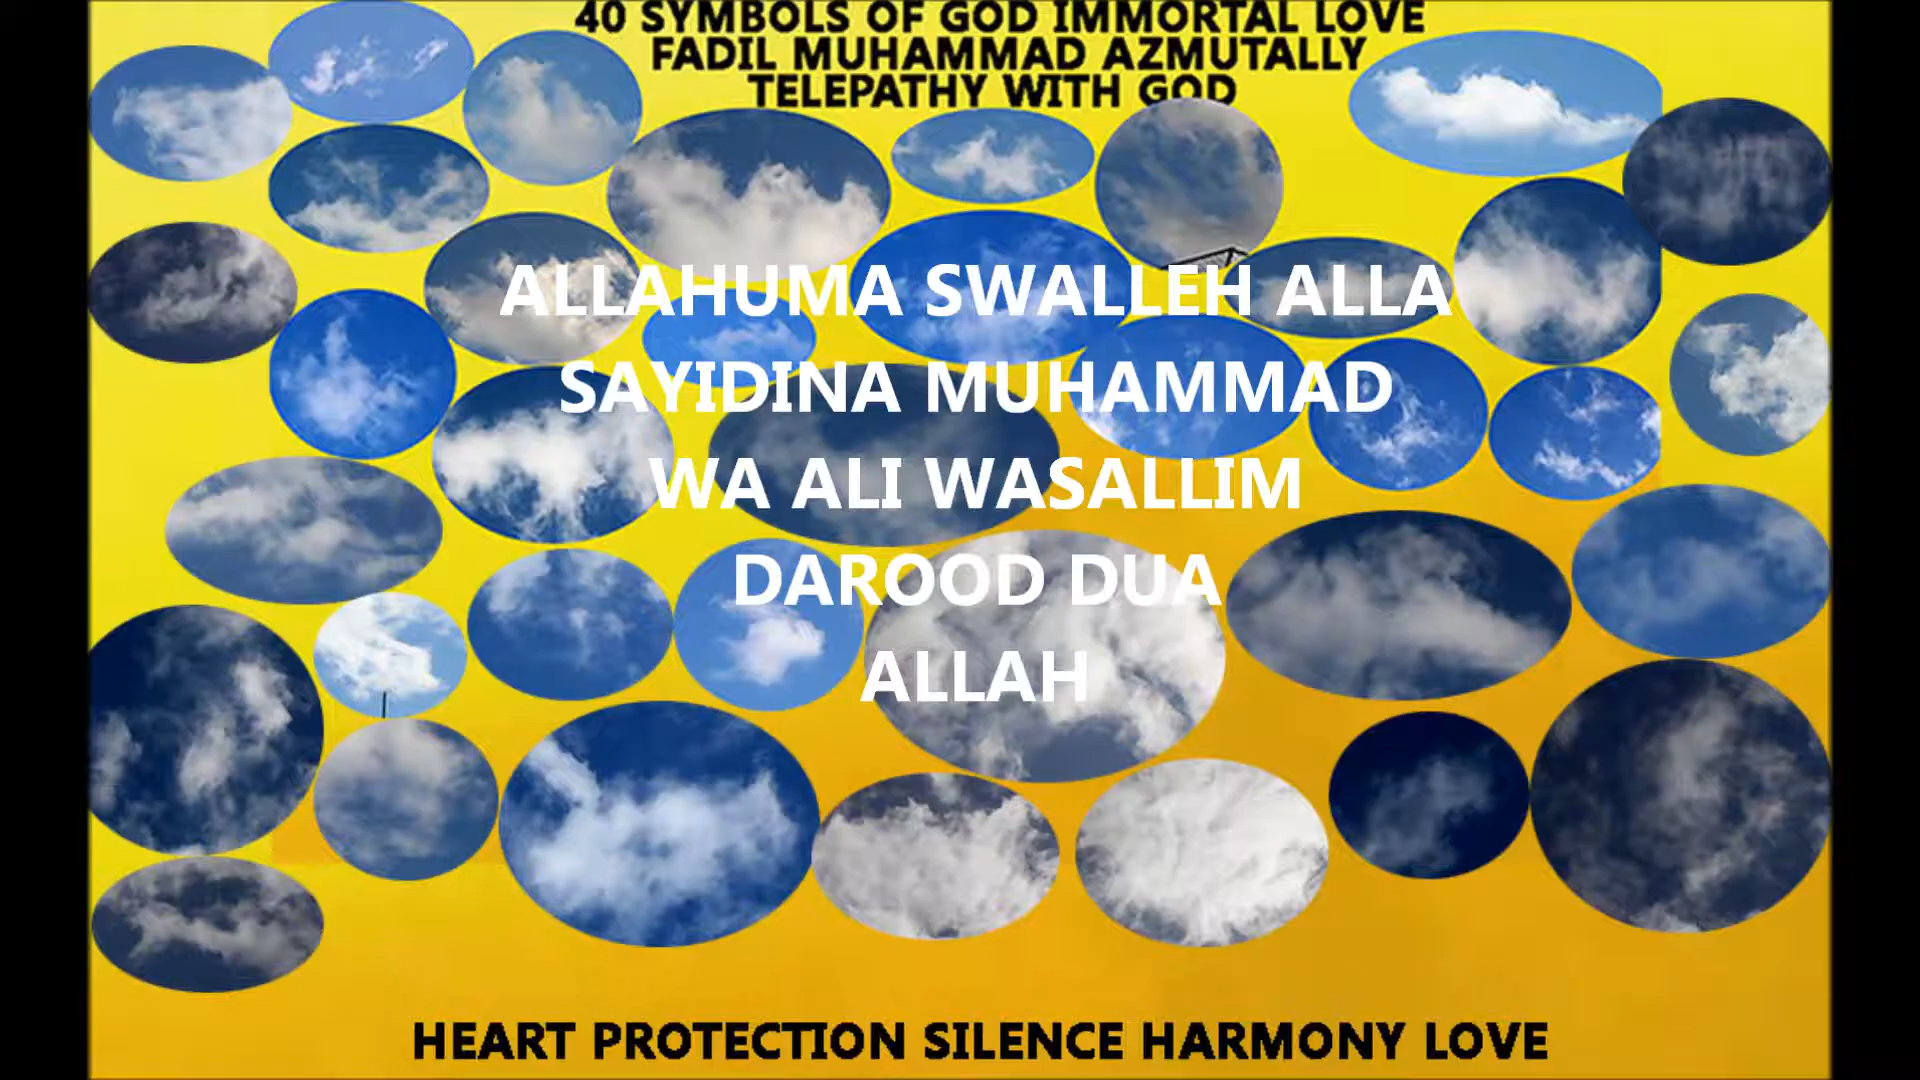 40 SYMBOLS OF GOD IMMORTAL LOVE
FADIL MUHAMMAD AZMUTALLY
TELEPATHY WITH GOD
ALLAHUMA SWALLEH ALLA
SAYIDINA MUHAMMAD
WA ALI WASALLIM
DAROOD DUA
ALLAH
HEART PROTECTION SILENCE HARMONY LOVE